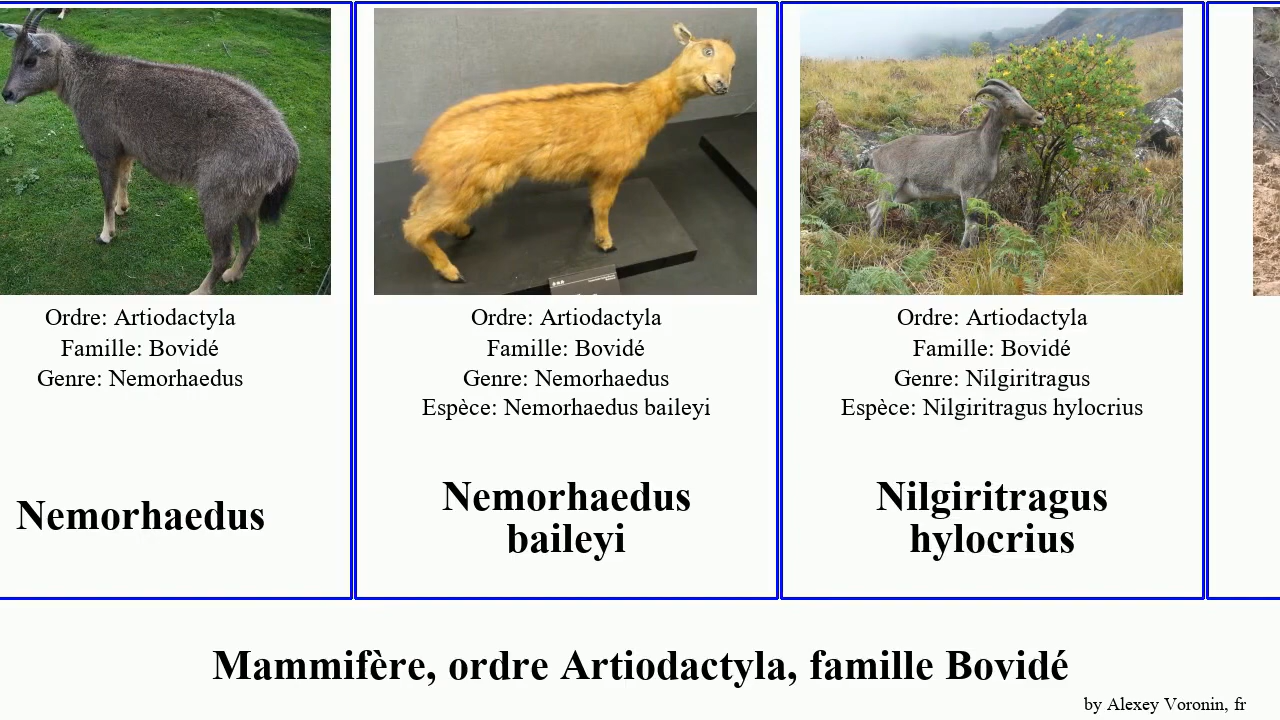 Ordre: Artiodactyla
Famille: Bovidé
Genre: Nemorhaedus
Nemorhaedus
Ordre: Artiodactyla
Famille: Bovidé
Genre: Nemorhaedus
Espèce: Nemorhaedus baileyi
Nemorhaedus
baileyi
Ordre: Artiodactyla
Famille: Bovidé
Genre: Nilgiritragus
Espèce: Nilgiritragus hylocrius
Nilgiritragus
hylocrius
Mammifère, ordre Artiodactyla, famille Bovidé
by Alexey Voronin, fr